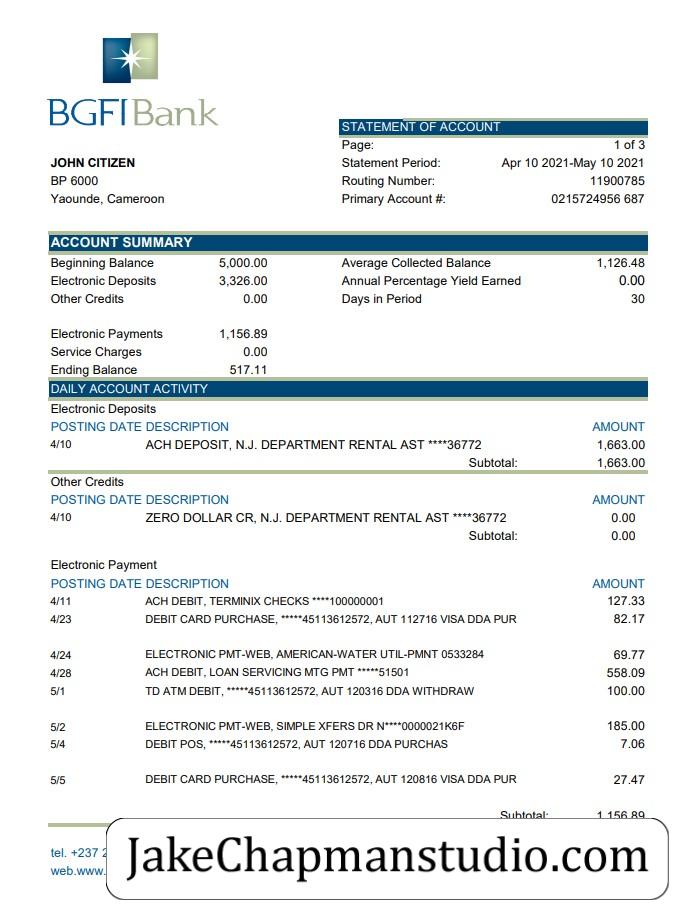 BGFIBank
STATEMENT OF ACCOUNT
Page: 1 of 3
JOHN CITIZEN Statement Period: Apr 10 2021-May 10 2021
BP 6000 Routing Number: 11900785
Yaounde, Cameroon Primary Account #: 0215724956 687
ACCOUNT SUMMARY
Beginning Balance 5,000.00 Average Collected Balance 1,126.48
Electronic Deposits 3,326.00 Annual Percentage Yield Earned 0.00
Other Credits 0.00 Days in Period 30
Electronic Payments 1,156.89
Service Charges 0.00
Ending Balance 517.11
DAILY ACCOUNT ACTIVITY
Electronic Deposits
POSTING DATE DESCRIPTION AMOUNT
4/10 ACH DEPOSIT, N.J. DEPARTMENT RENTAL AST ****36772 1,663.00
Subtotal: 1,663.00
Other Credits
POSTING DATE DESCRIPTION AMOUNT
4/10 ZERO DOLLAR CR, N.J. DEPARTMENT RENTAL AST ****36772 0.00
Subtotal: 0.00
Electronic Payment
POSTING DATE DESCRIPTION AMOUNT
4/11 ACH DEBIT, TERMINIX CHECKS ****100000001 127.33
4/23 DEBIT CARD PURCHASE, *****45113612572, AUT 112716 VISA DDA PUR 82.17
4/24 ELECTRONIC PMT-WEB, AMERICAN-WATER UTIL-PMNT 0533284 69.77
4/28 ACH DEBIT, LOAN SERVICING MTG PMT *****51501 558.09
5/1 TD ATM DEBIT, *****45113612572, AUT 120316 DDA WITHDRAW 100.00
5/2 ELECTRONIC PMT-WEB, SIMPLE XFERS DR N****0000021K6F 185.00
5/4 DEBIT POS, *****45113612572, AUT 120716 DDA PURCHAS 7.06
5/5 DEBIT CARD PURCHASE, *****45113612572, AUT 120816 VISA DDA PUR 27.47
Subtotal: 1,156.89
tel. +237 2
web.www.
JakeChapmanstudio.com